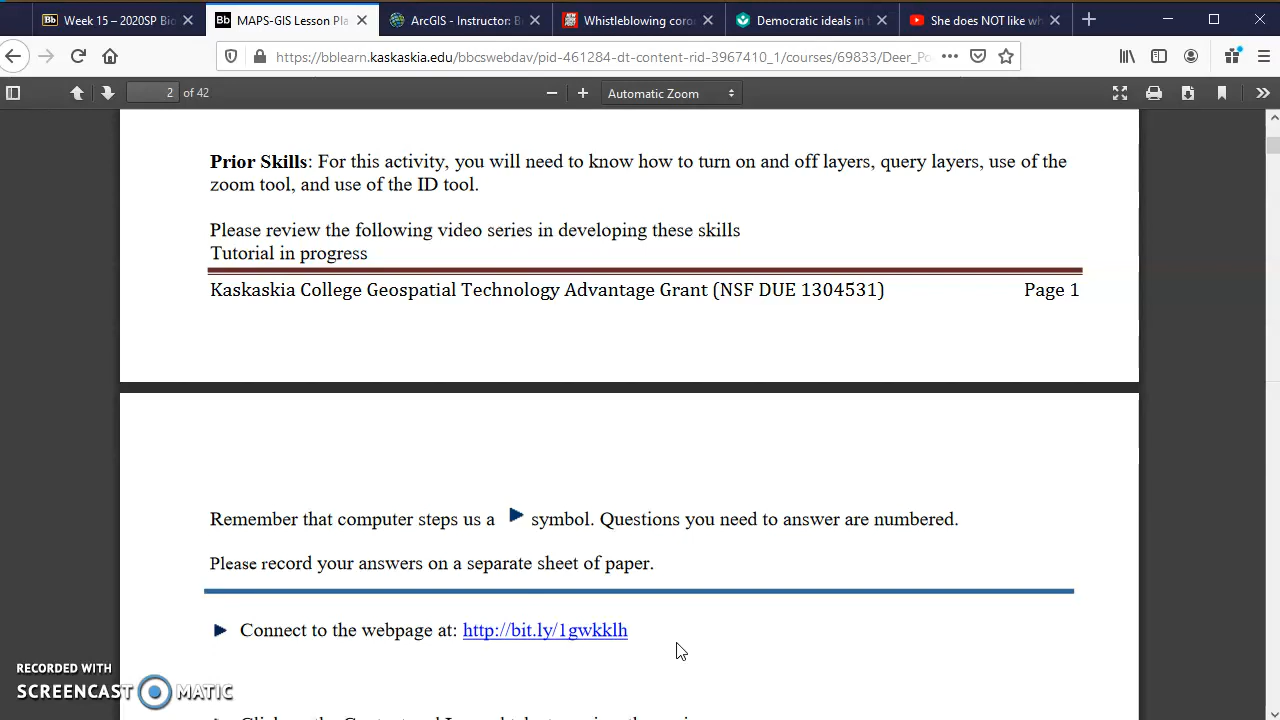 Bb Week 15 – 2020SP Bio
Bb MAPS-GIS Lesson Pla
ArcGIS - Instructor: B
Whistleblowing coro
Democratic ideals in
She does NOT like wh
https://bblearn.kaskaskia.edu/bbcswebdav/pid-461284-dt-content-rid-3967410_1/courses/69833/Deer_Po
2 of 42
Automatic Zoom
Prior Skills: For this activity, you will need to know how to turn on and off layers, query layers, use of the
zoom tool, and use of the ID tool.
Please review the following video series in developing these skills
Tutorial in progress
Kaskaskia College Geospatial Technology Advantage Grant (NSF DUE 1304531) Page 1
Remember that computer steps us a symbol. Questions you need to answer are numbered.
Please record your answers on a separate sheet of paper.
Connect to the webpage at: http://bit.ly/1gwkklh
RECORDED WITH
SCREENCAST MATIC